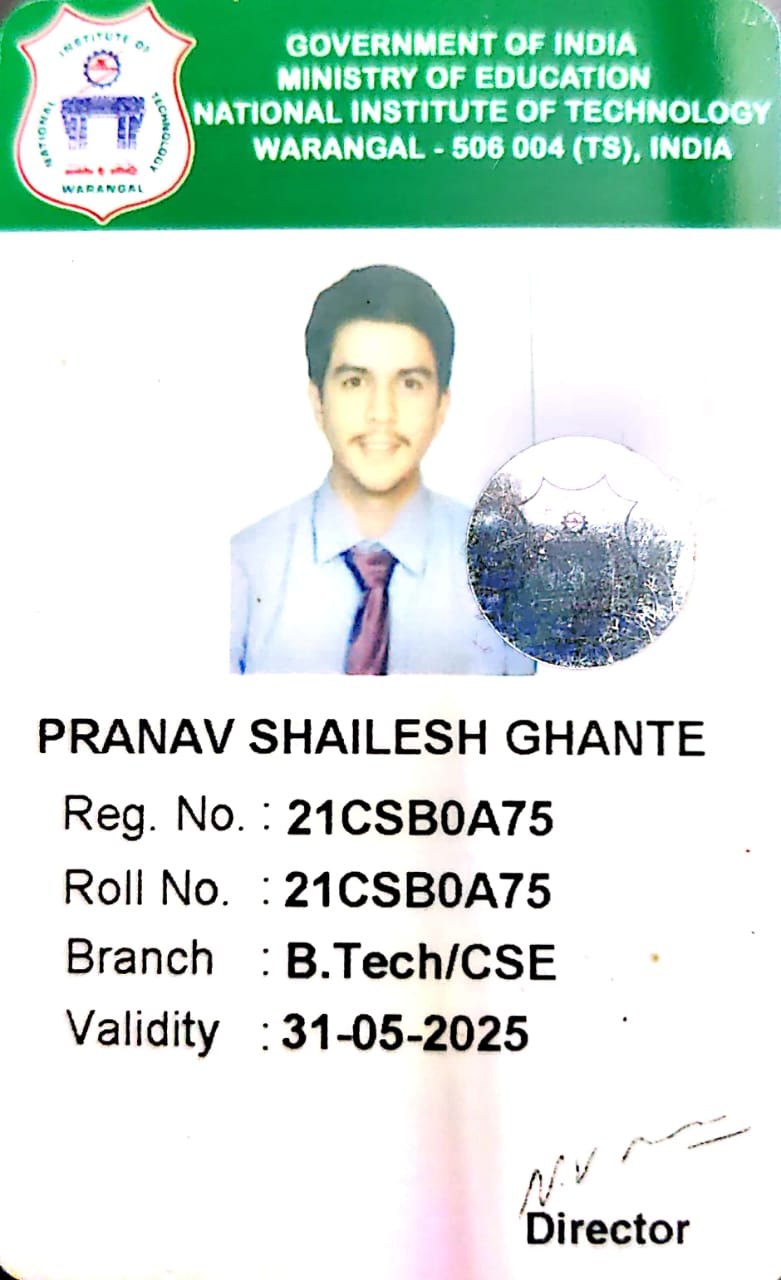 GOVERNMENT OF INDIA
MINISTRY OF EDUCATION
NATIONAL INSTITUTE OF TECHNOLOGY
WARANGAL - 506 004 (TS), INDIA
NATIONAL INSTITUTE OF TECHNOLOGY
WARANGAL
PRANAV SHAILESH GHANTE
Reg. No. : 21CSB0A75
Roll No. : 21CSB0A75
Branch : B.Tech/CSE
Validity : 31-05-2025
Director